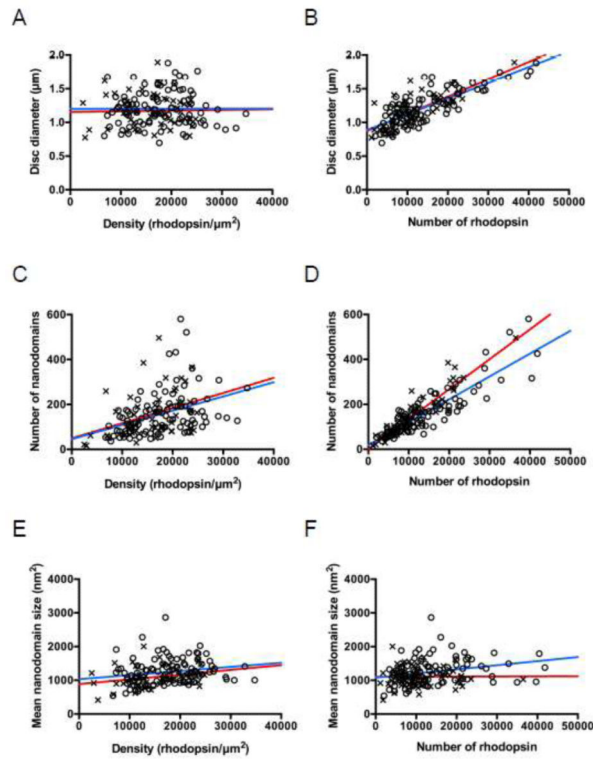 A
B
2.0
1.5
1.0
0.5
0.0
Disc diameter (μm)
0 10000 20000 30000 40000
Density (rhodopsin/μm²)
2.0
1.5
1.0
0.5
0.0
Disc diameter (μm)
0 10000 20000 30000 40000 50000
Number of rhodopsin
C
D
600
400
200
0
Number of nanodomains
0 10000 20000 30000 40000
Density (rhodopsin/μm²)
600
400
200
0
Number of nanodomains
0 10000 20000 30000 40000 50000
Number of rhodopsin
E
F
4000
3000
2000
1000
0
Mean nanodomain size (nm²)
0 10000 20000 30000 40000
Density (rhodopsin/μm²)
4000
3000
2000
1000
0
Mean nanodomain size (nm²)
0 10000 20000 30000 40000 50000
Number of rhodopsin